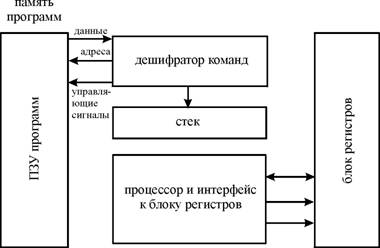 память
программ
данные
адреса
управля-
ющие
сигналы
ПЗУ программ
дешифратор команд
стек
процессор и интерфейс
к блоку регистров
блок регистров